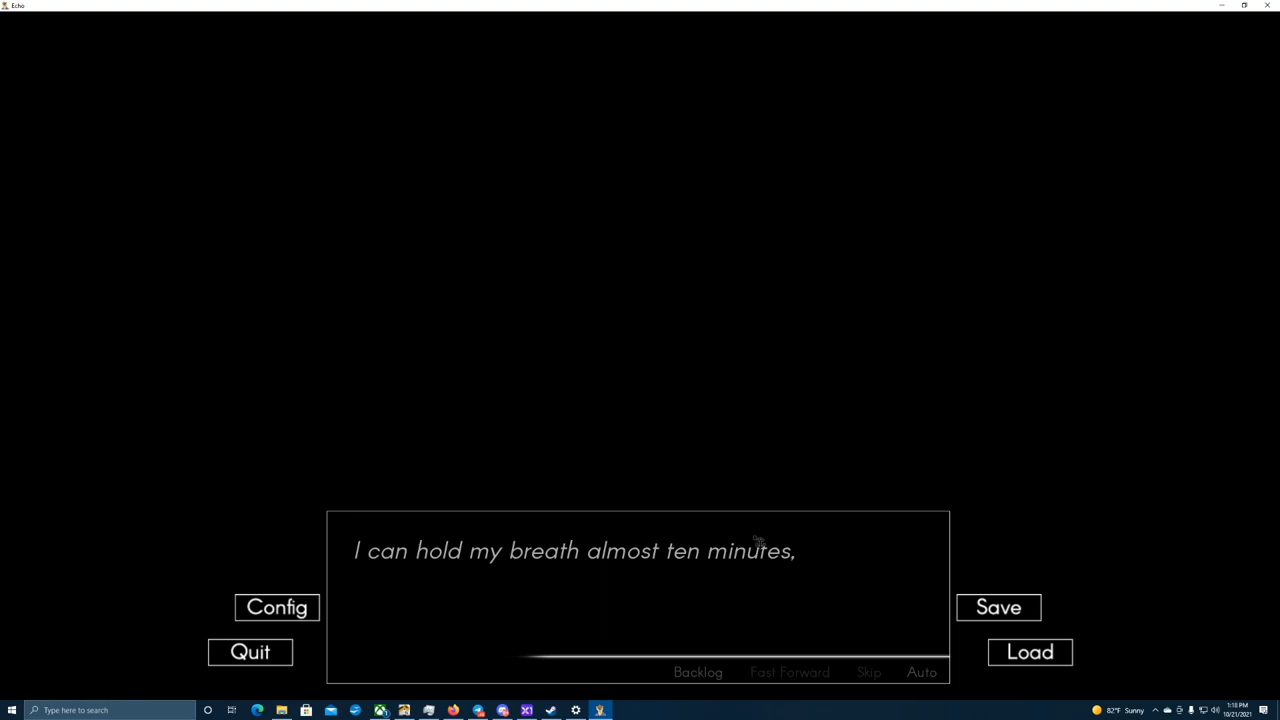 Echo
I can hold my breath almost ten minutes,
Config
Save
Quit
Load
Backlog
Fast Forward
Skip
Auto
Type here to search
82°F Sunny
1:18 PM
10/21/2021